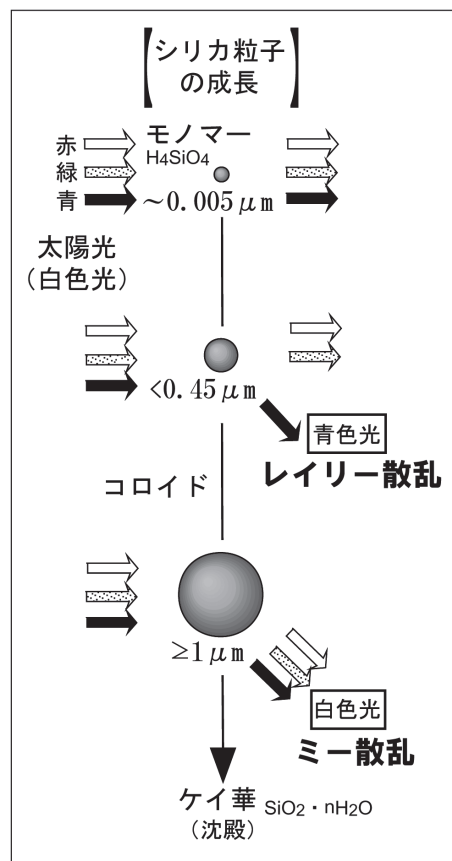 シリカ粒子
の成長
モノマー
H4SiO4
赤
緑
青
~0.005μm
太陽光
(白色光)
<0.45μm
青色光
レイリー散乱
コロイド
≥1μm
白色光
ミー散乱
ケイ華 SiO2・nH2O
(沈殿)